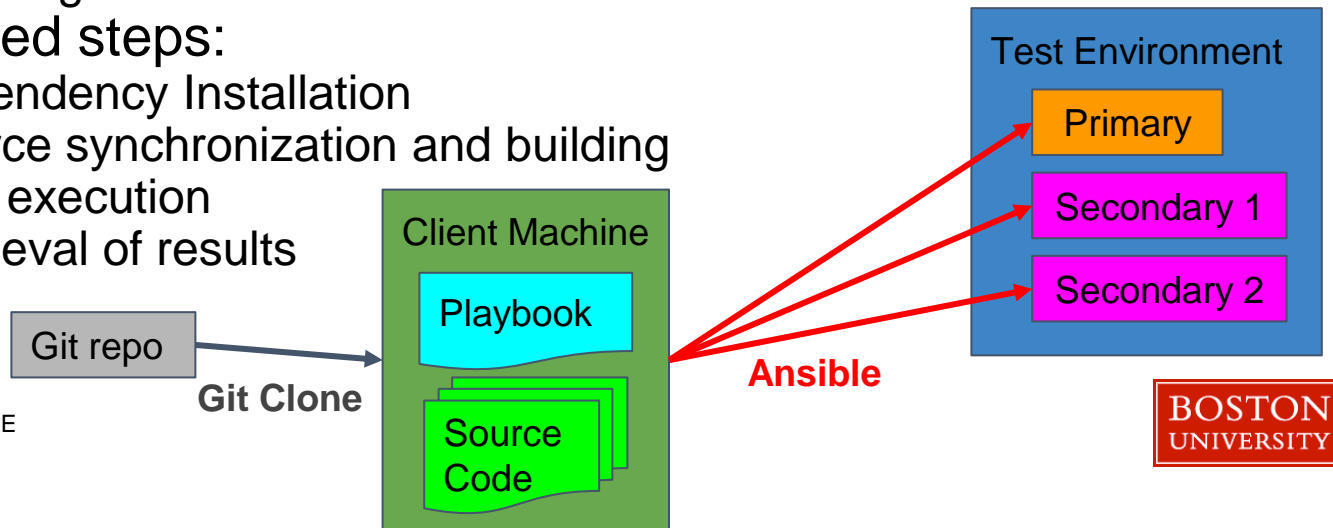 ed steps:
endency Installation
rce synchronization and building
execution
eval of results
Git repo
Git Clone
E
Client Machine
Playbook
Source
Code
Ansible
Test Environment
Primary
Secondary 1
Secondary 2
BOSTON
UNIVERSITY